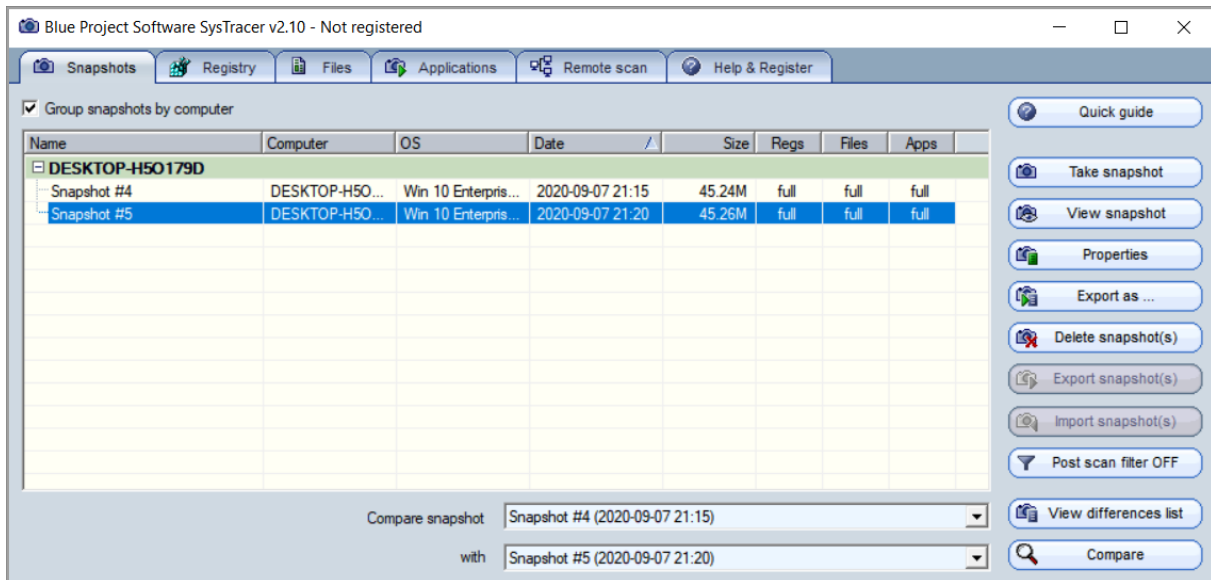 Blue Project Software SysTracer v2.10 - Not registered
Snapshots Registry Files Applications Remote scan Help & Register
Group snapshots by computer
Quick guide
Name Computer OS Date Size Regs Files Apps
DESKTOP-H5O179D
Take snapshot
Snapshot #4 DESKTOP-H5O... Win 10 Enterpris... 2020-09-07 21:15 45.24M full full full
Snapshot #5 DESKTOP-H5O... Win 10 Enterpris... 2020-09-07 21:20 45.26M full full full
View snapshot
Properties
Export as ...
Delete snapshot(s)
Export snapshot(s)
Import snapshot(s)
Post scan filter OFF
Compare snapshot Snapshot #4 (2020-09-07 21:15)
View differences list
with Snapshot #5 (2020-09-07 21:20)
Compare